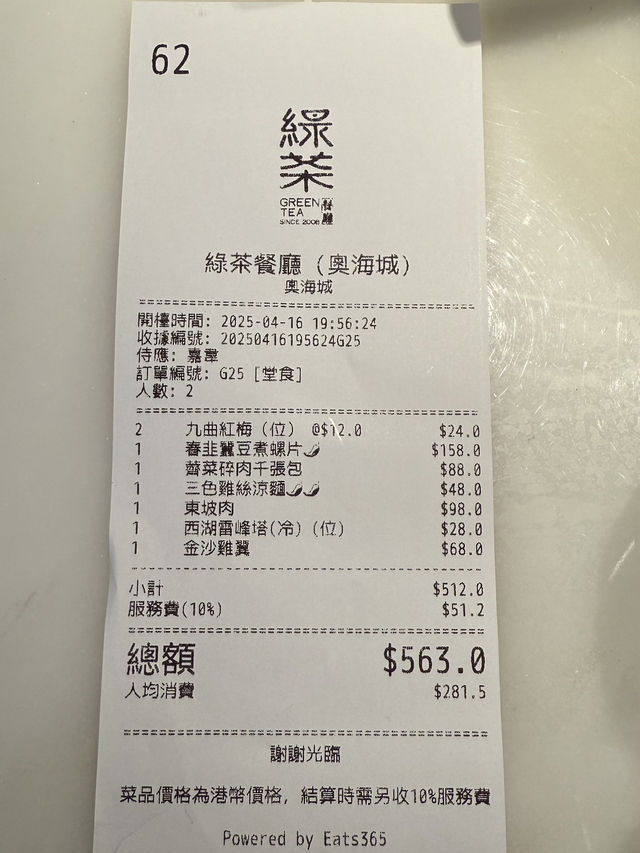 62
綠茶
GREEN
TEA
餐廳
SINCE 2008
綠茶餐廳 (奧海城)
奧海城
開檯時間: 2025-04-16 19:56:24
收據編號: 20250416195624G25
侍應: 嘉韋
訂單編號: G25 [堂食]
人數: 2
2 九曲紅梅 (位) @$12.0 $24.0
1 春韭蠶豆煮螺片🌶 $158.0
1 薺菜碎肉千張包 $88.0
1 三色雞絲涼麵🌶🌶 $48.0
1 東坡肉 $98.0
1 西湖雷峰塔(冷) (位) $28.0
1 金沙雞翼 $68.0
小計 $512.0
服務費(10%) $51.2
總額 $563.0
人均消費 $281.5
謝謝光臨
菜品價格為港幣價格, 結算時需另收10%服務費
Powered by Eats365